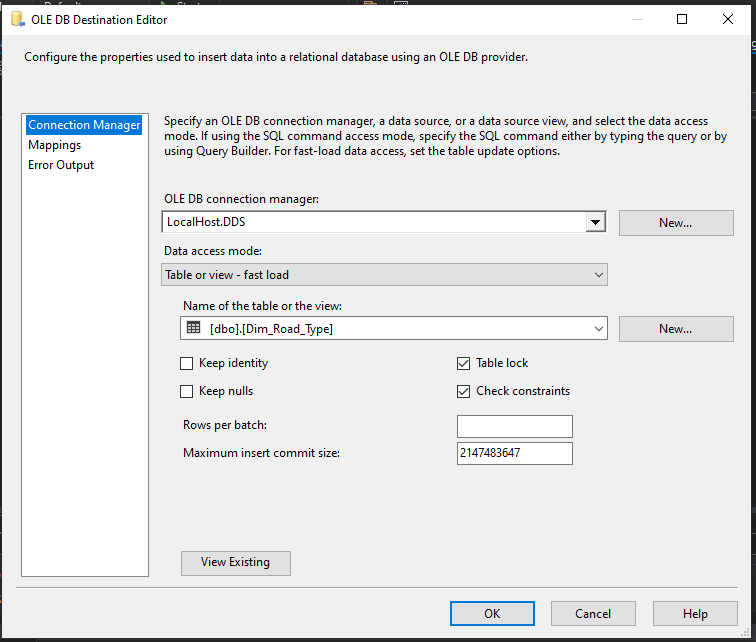 OLE DB Destination Editor
Configure the properties used to insert data into a relational database using an OLE DB provider.
Connection Manager
Mappings
Error Output
Specify an OLE DB connection manager, a data source, or a data source view, and select the data access
mode. If using the SQL command access mode, specify the SQL command either by typing the query or by
using Query Builder. For fast-load data access, set the table update options.
OLE DB connection manager:
LocalHost.DDS
New...
Data access mode:
Table or view - fast load
Name of the table or the view:
[dbo].[Dim_Road_Type]
New...
Keep identity
Table lock
Keep nulls
Check constraints
Rows per batch:
Maximum insert commit size:
2147483647
View Existing
OK
Cancel
Help